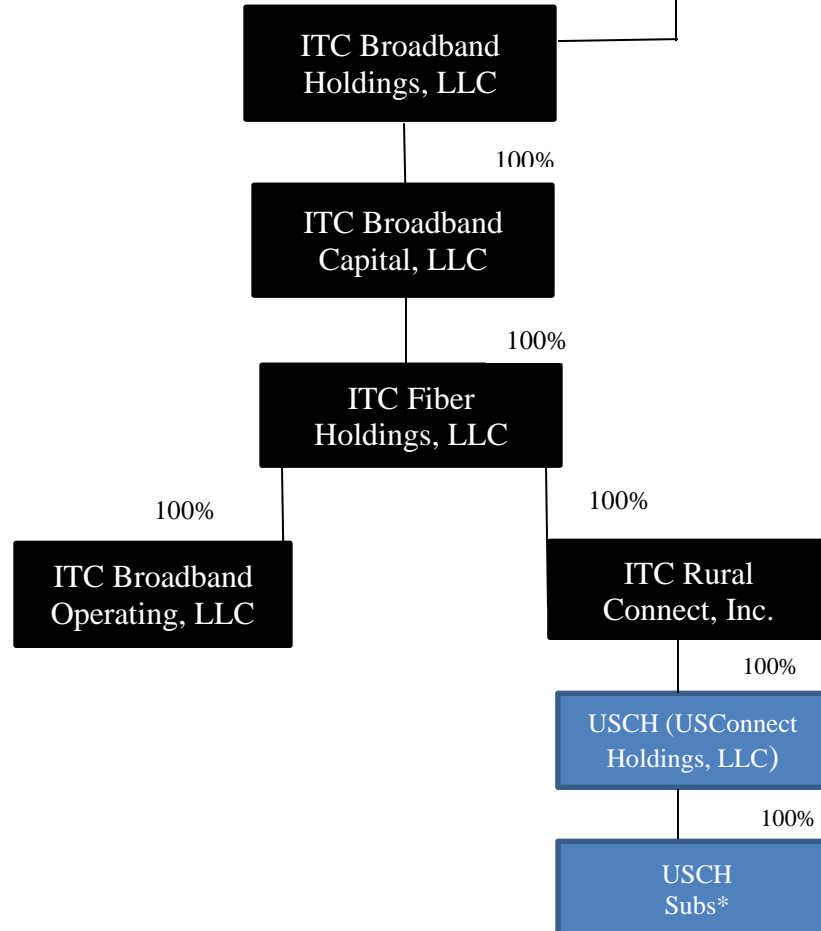 ITC Broadband
Holdings, LLC
100%
ITC Broadband
Capital, LLC
100%
ITC Fiber
Holdings, LLC
100%
100%
ITC Broadband
Operating, LLC
ITC Rural
Connect, Inc.
100%
USCH (USConnect
Holdings, LLC)
100%
USCH
Subs*